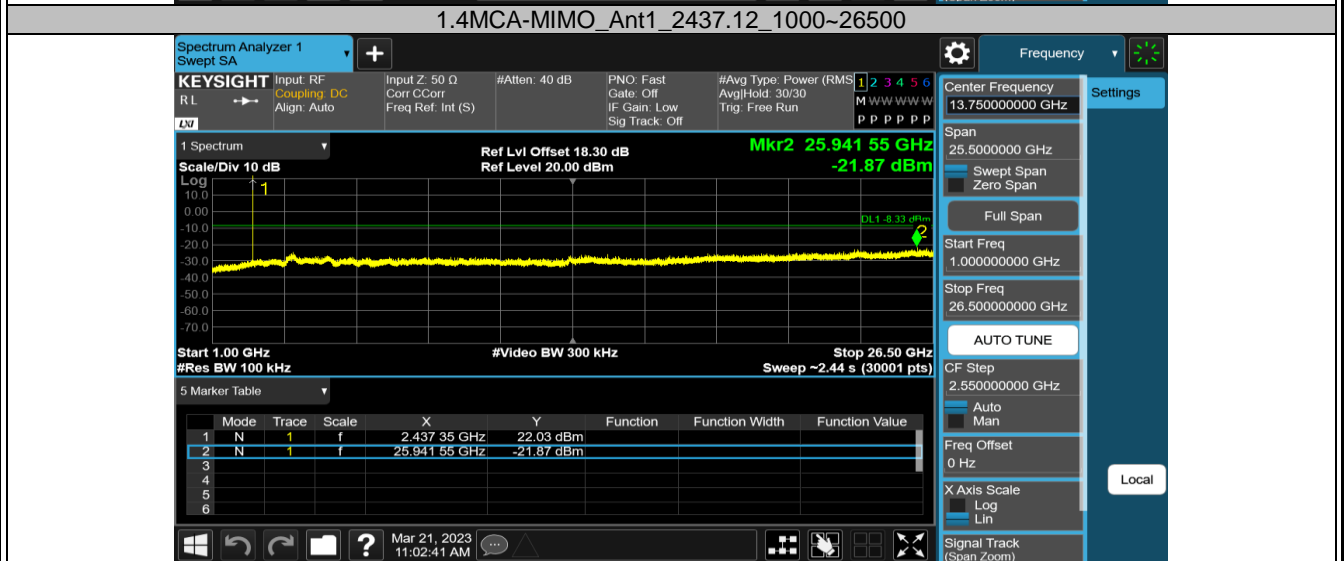 (Span Zoom)
1.4MCA-MIMO_Ant1_2437.12_1000~26500
Spectrum Analyzer 1
Swept SA
Frequency
KEYSIGHT
R L
LXI
Input: RF
Coupling: DC
Align: Auto
Input Z: 50 Ω
Corr CCorr
Freq Ref: Int (S)
#Atten: 40 dB
PNO: Fast
Gate: Off
IF Gain: Low
Sig Track: Off
#Avg Type: Power (RMS
Avg|Hold: 30/30
Trig: Free Run
1 2 3 4 5 6
M W W W W W
P P P P P P
Center Frequency
13.750000000 GHz
Settings
1 Spectrum
Scale/Div 10 dB
Ref Lvl Offset 18.30 dB
Ref Level 20.00 dBm
Mkr2 25.941 55 GHz
-21.87 dBm
Log
10.0
0.00
-10.0
-20.0
-30.0
-40.0
-50.0
-60.0
-70.0
1
DL1 -8.33 dBm
2
Start 1.00 GHz
#Res BW 100 kHz
#Video BW 300 kHz
Stop 26.50 GHz
Sweep ~2.44 s (30001 pts)
Span
25.5000000 GHz
Swept Span
Zero Span
Full Span
Start Freq
1.000000000 GHz
Stop Freq
26.500000000 GHz
AUTO TUNE
CF Step
2.550000000 GHz
Auto
Man
Freq Offset
0 Hz
X Axis Scale
Log
Lin
Signal Track
(Span Zoom)
Local
5 Marker Table
Mode Trace Scale X Y Function Function Width Function Value
1 N 1 f 2.437 35 GHz 22.03 dBm
2 N 1 f 25.941 55 GHz -21.87 dBm
3
4
5
6
Mar 21, 2023
11:02:41 AM